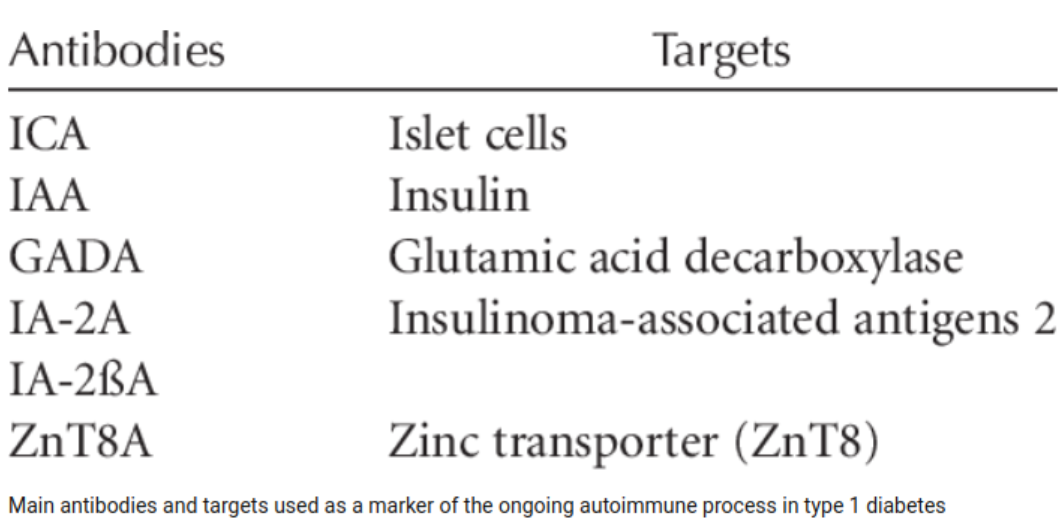 Antibodies Targets
ICA Islet cells
IAA Insulin
GADA Glutamic acid decarboxylase
IA-2A Insulinoma-associated antigens 2
IA-2ßA
ZnT8A Zinc transporter (ZnT8)
Main antibodies and targets used as a marker of the ongoing autoimmune process in type 1 diabetes